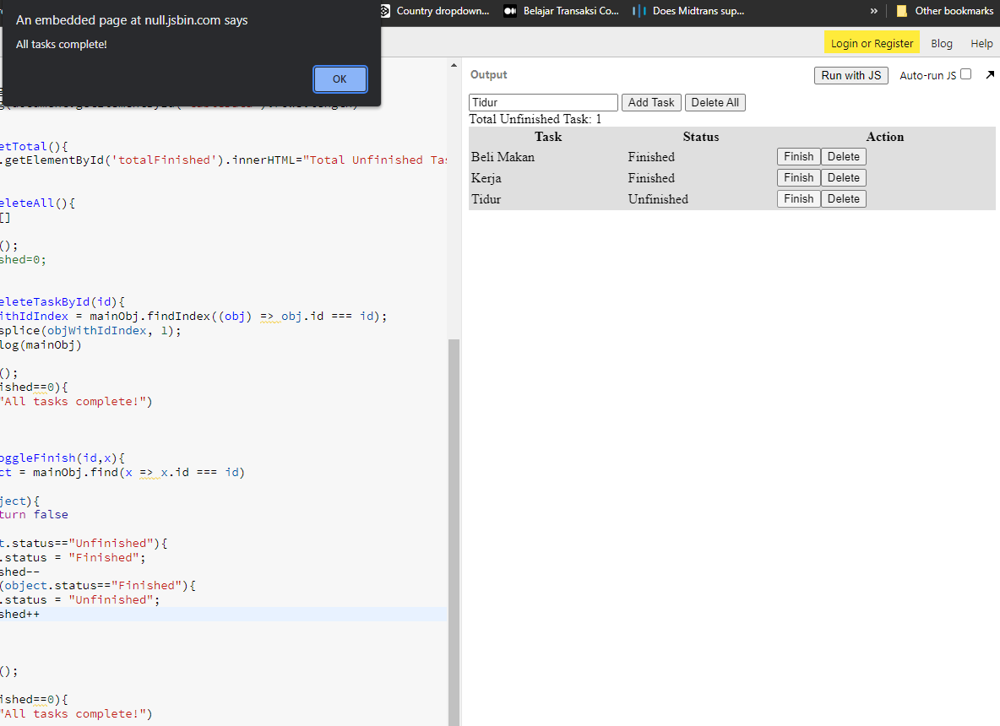 An embedded page at null.jsbin.com says
All tasks complete!
OK
Country dropdown...
Belajar Transaksi Co...
Does Midtrans sup...
»
Other bookmarks
Login or Register
Blog
Help
etTotal(){
.getElementById('totalFinished').innerHTML="Total Unfinished Tas
eleteAll(){
[]
();
shed=0;
eleteTaskById(id){
ithIdIndex = mainObj.findIndex((obj) => obj.id === id);
splice(objWithIdIndex, 1);
log(mainObj)
();
ished==0){
"All tasks complete!")
oggleFinish(id,x){
ct = mainObj.find(x => x.id === id)
ject){
turn false
t.status=="Unfinished"){
.status = "Finished";
shed--
(object.status=="Finished"){
.status = "Unfinished";
shed++
();
ished==0){
"All tasks complete!")
Output
Run with JS
Auto-run JS
Tidur
Add Task
Delete All
Total Unfinished Task: 1
Task Status Action
Beli Makan Finished Finish Delete
Kerja Finished Finish Delete
Tidur Unfinished Finish Delete